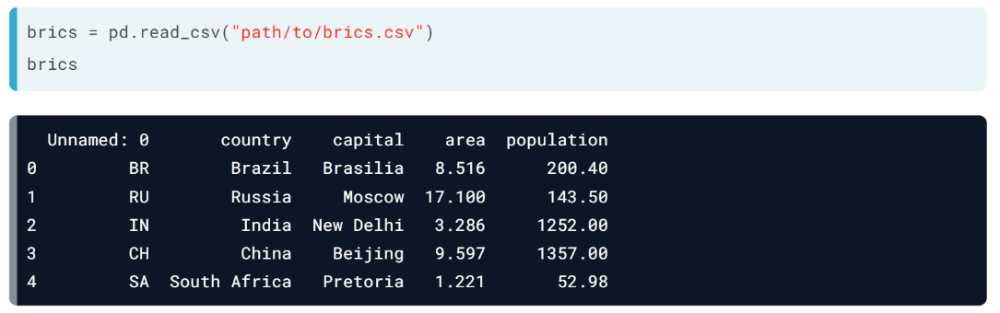 brics = pd.read_csv("path/to/brics.csv")
brics
Unnamed: 0 country capital area population
0 BR Brazil Brasilia 8.516 200.40
1 RU Russia Moscow 17.100 143.50
2 IN India New Delhi 3.286 1252.00
3 CH China Beijing 9.597 1357.00
4 SA South Africa Pretoria 1.221 52.98